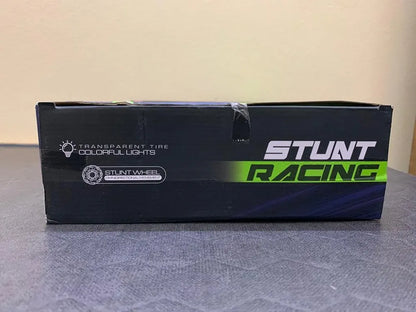 TRANSPARENT TIRE
COLORFUL LIGHTS
STUNT WHEEL
STUNT
RACING